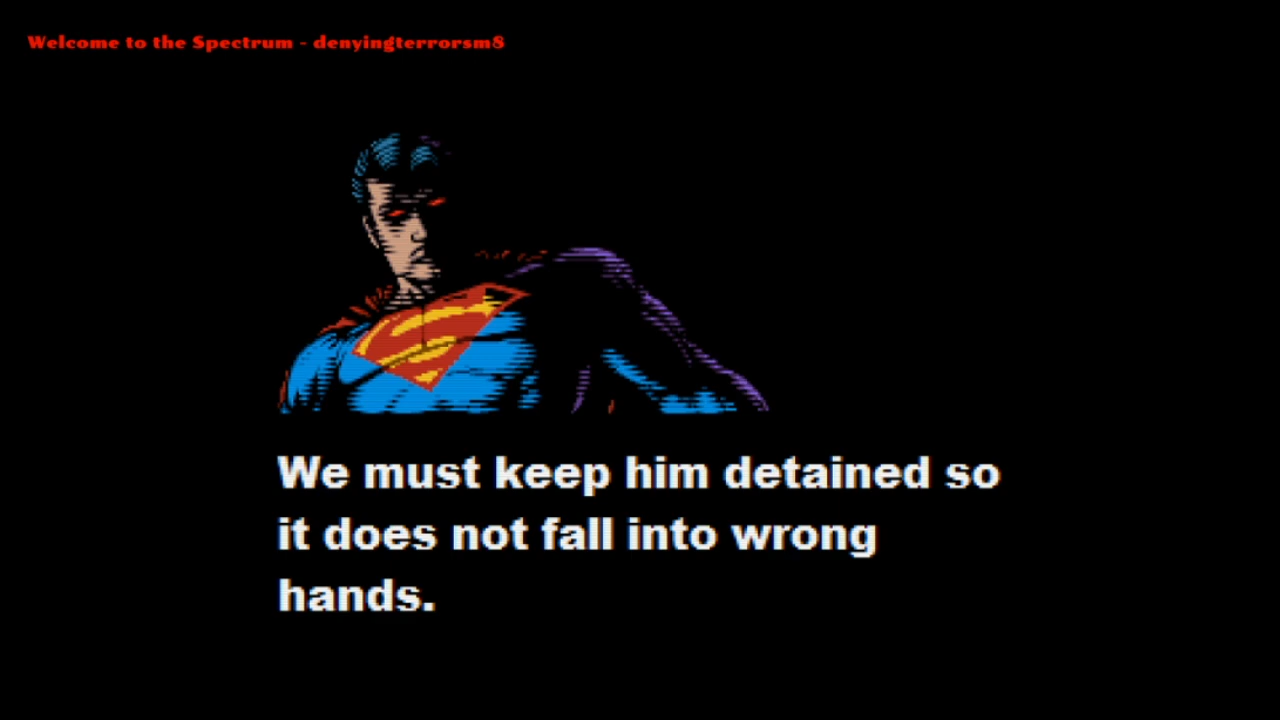 Welcome to the Spectrum - denyingterrorsm8
We must keep him detained so
it does not fall into wrong
hands.